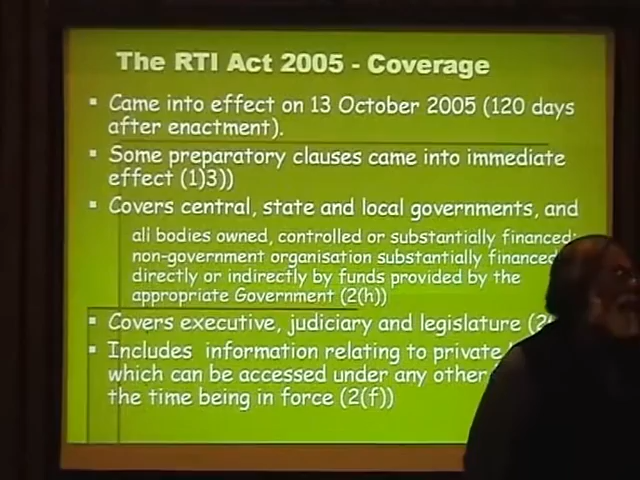 The RTI Act 2005 - Coverage
▪ Came into effect on 13 October 2005 (120 days
after enactment).
▪ Some preparatory clauses came into immediate
effect (1)3))
▪ Covers central, state and local governments, and
all bodies owned, controlled or substantially financed;
non-government organisation substantially financed
directly or indirectly by funds provided by the
appropriate Government (2(h))
▪ Covers executive, judiciary and legislature
▪ Includes information relating to private
which can be accessed under any other
the time being in force (2(f))